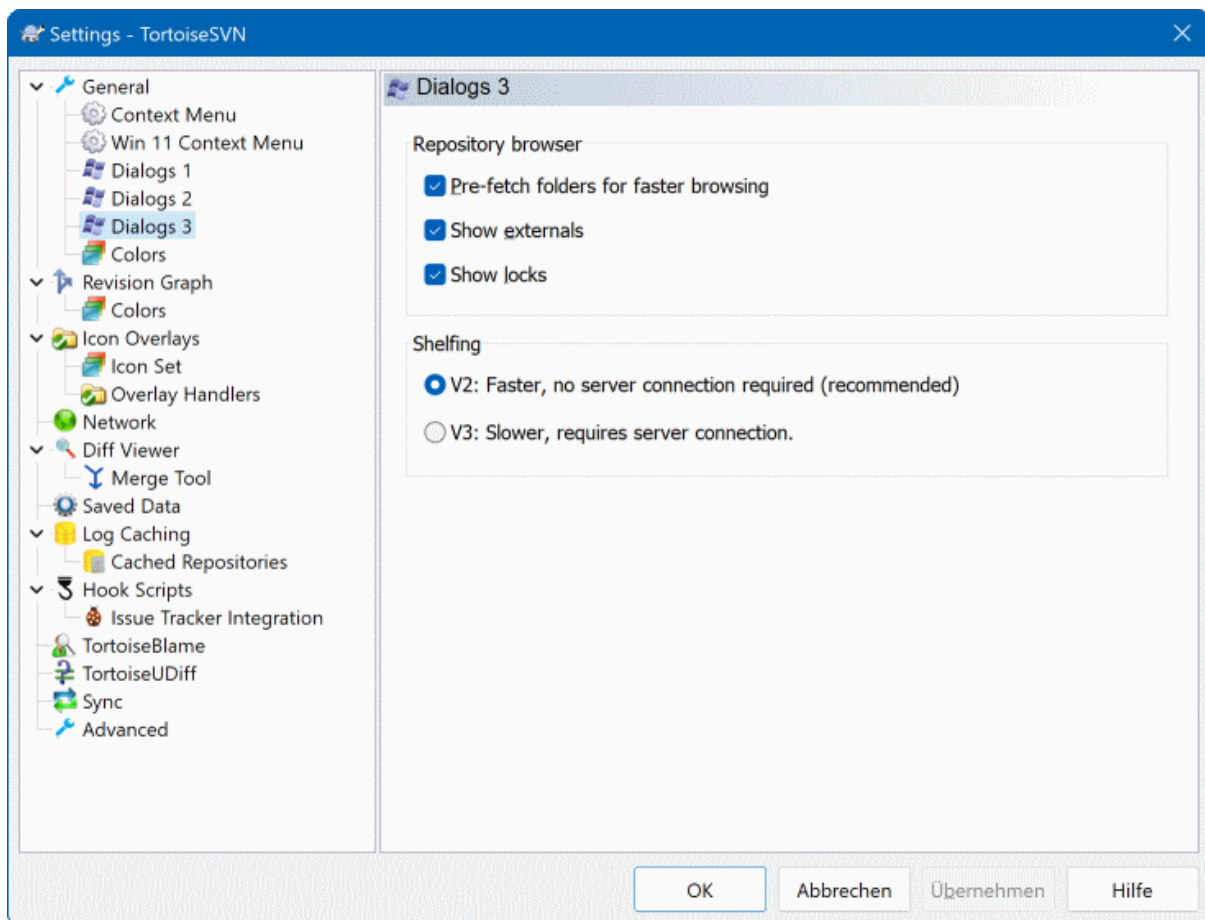 Settings - TortoiseSVN
General
Context Menu
Win 11 Context Menu
Dialogs 1
Dialogs 2
Dialogs 3
Colors
Revision Graph
Colors
Icon Overlays
Icon Set
Overlay Handlers
Network
Diff Viewer
Merge Tool
Saved Data
Log Caching
Cached Repositories
Hook Scripts
Issue Tracker Integration
TortoiseBlame
TortoiseUDiff
Sync
Advanced
Dialogs 3
Repository browser
Pre-fetch folders for faster browsing
Show externals
Show locks
Shelfing
V2: Faster, no server connection required (recommended)
V3: Slower, requires server connection.
OK Abbrechen Übernehmen Hilfe